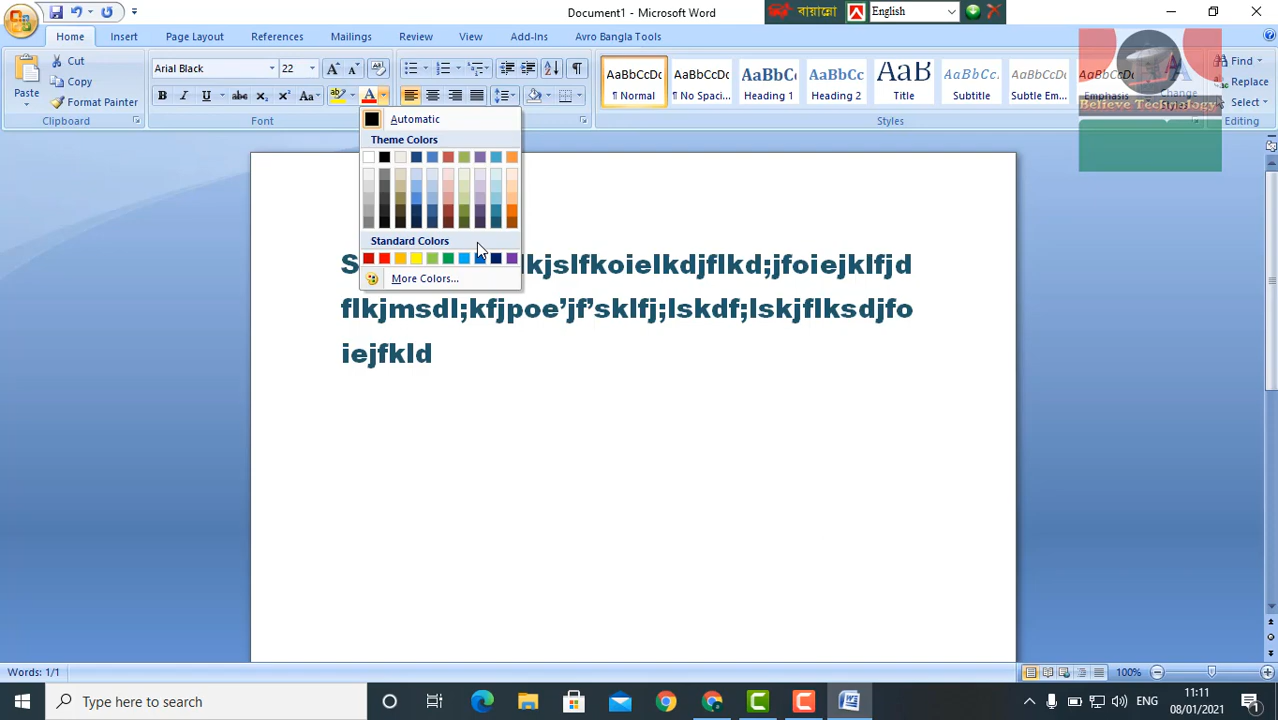 Document1 - Microsoft Word
বায়ান্নো
English
Home
Insert
Page Layout
References
Mailings
Review
View
Add-Ins
Avro Bangla Tools
Paste
Cut
Copy
Format Painter
Clipboard
Arial Black
22
Font
AaBbCcDc
¶ Normal
AaBbCcDc
¶ No Spaci...
AaBbCc
Heading 1
AaBbCc
Heading 2
AaB
Title
AaBbCc.
Subtitle
AaBbCcDc
Subtle Em...
Emphasis
Change
Styles
Find
Replace
Select
Editing
Believe Technology
Automatic
Theme Colors
Standard Colors
More Colors...
lkjslfkoielkdjflkd;jfoiejklfjd
flkjmsdl;kfjpoe’jf’sklfj;lskdf;lskjflksdjfo
iejfkld
Words: 1/1
100%
Type here to search
ENG
11:11
08/01/2021